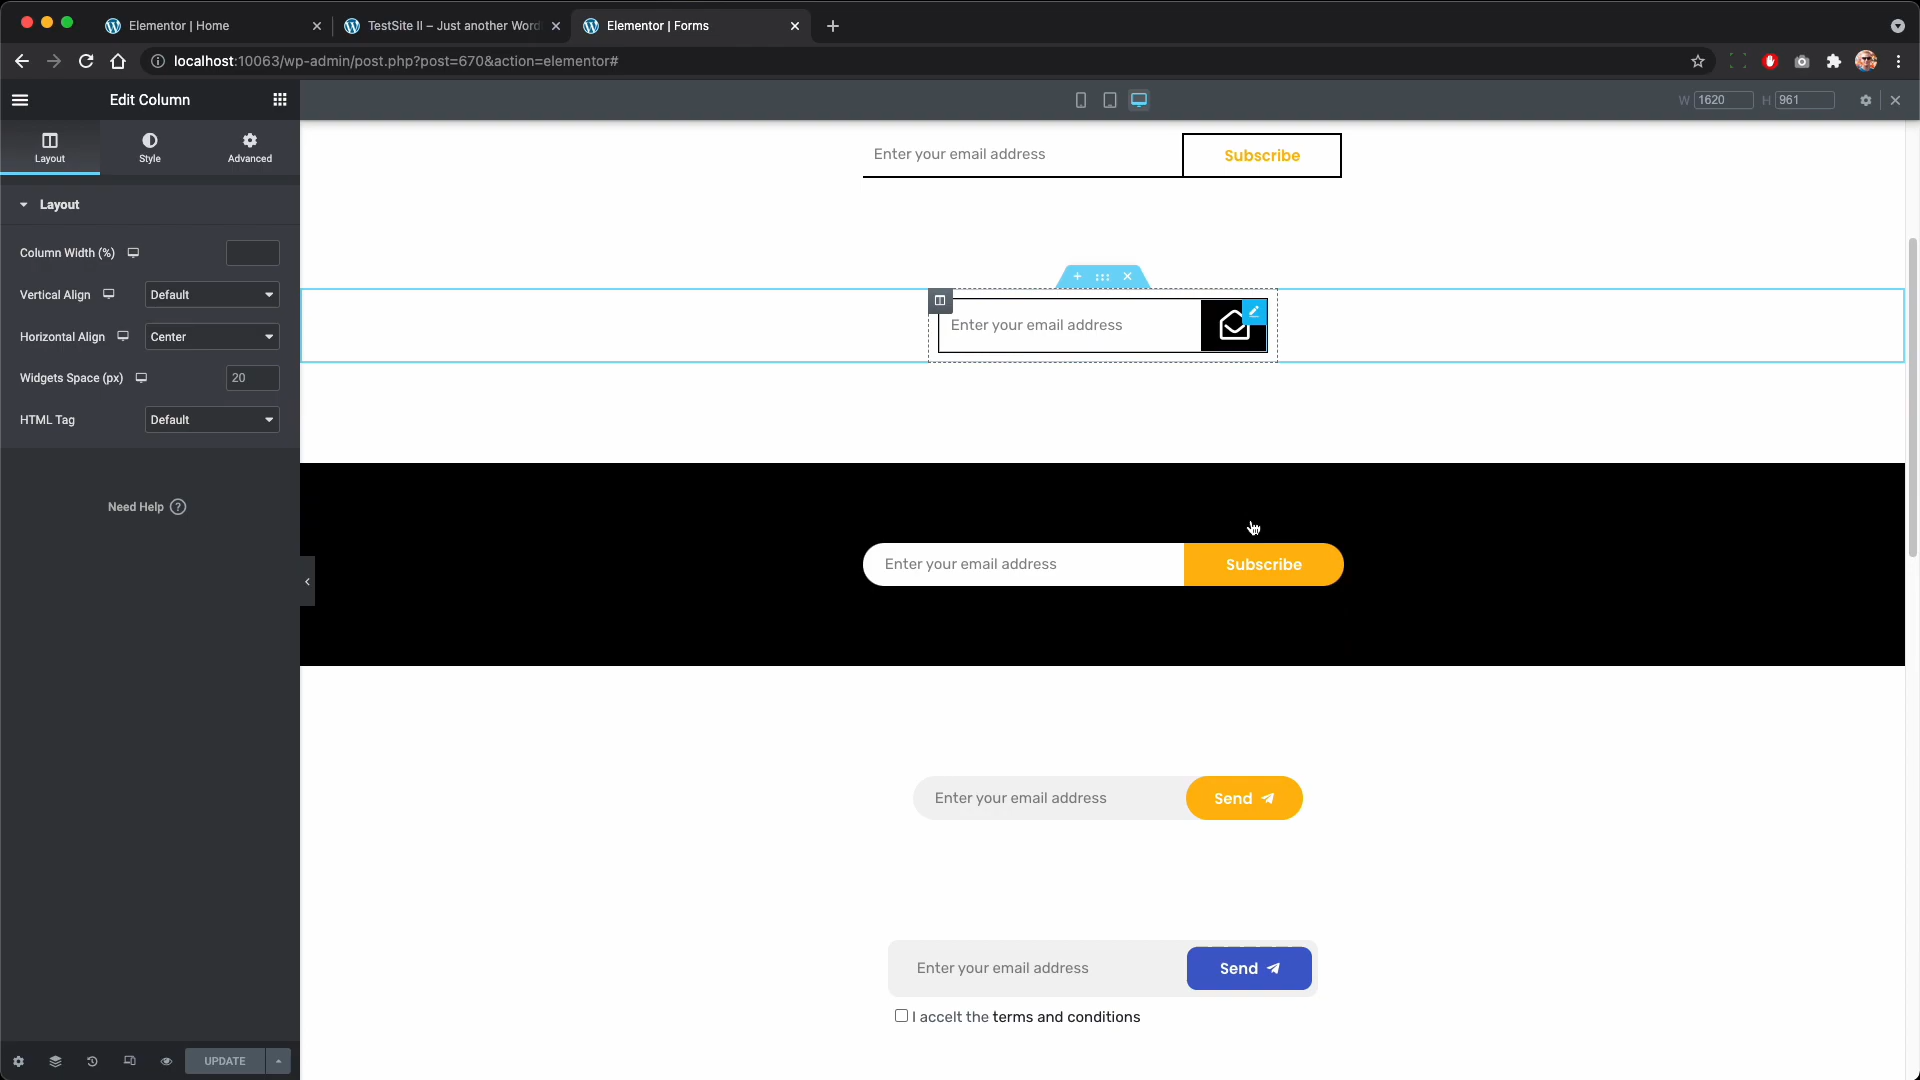 Elementor | Home
TestSite II – Just another Word
Elementor | Forms
localhost:10063/wp-admin/post.php?post=670&action=elementor#
Edit Column
W 1620 H 961
Layout
Style
Advanced
Layout
Column Width (%)
Vertical Align
Default
Horizontal Align
Center
Widgets Space (px)
20
HTML Tag
Default
Need Help ?
UPDATE
Enter your email address
Subscribe
Enter your email address
Enter your email address
Subscribe
Enter your email address
Send
Enter your email address
Send
I accelt the terms and conditions